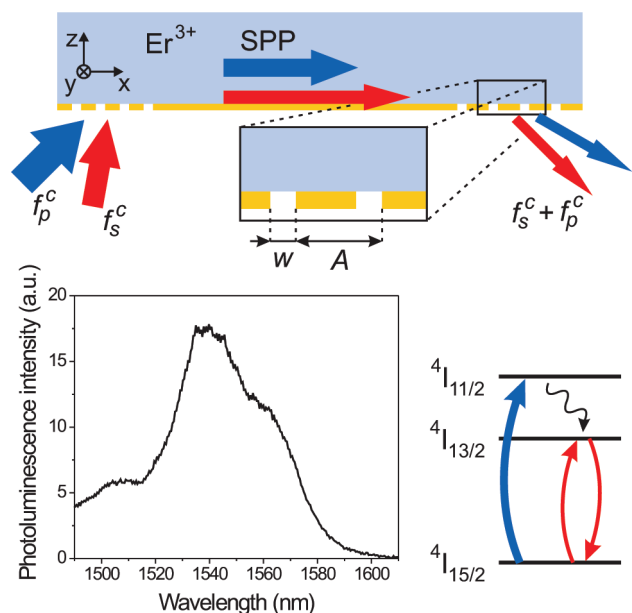 z
Er³⁺
SPP
y
x
f_p^c
f_s^c
f_s^c + f_p^c
w
A
Photoluminescence intensity (a.u.)
20
15
10
5
0
1500 1520 1540 1560 1580 1600
Wavelength (nm)
⁴I₁₁/₂
⁴I₁₃/₂
⁴I₁₅/₂